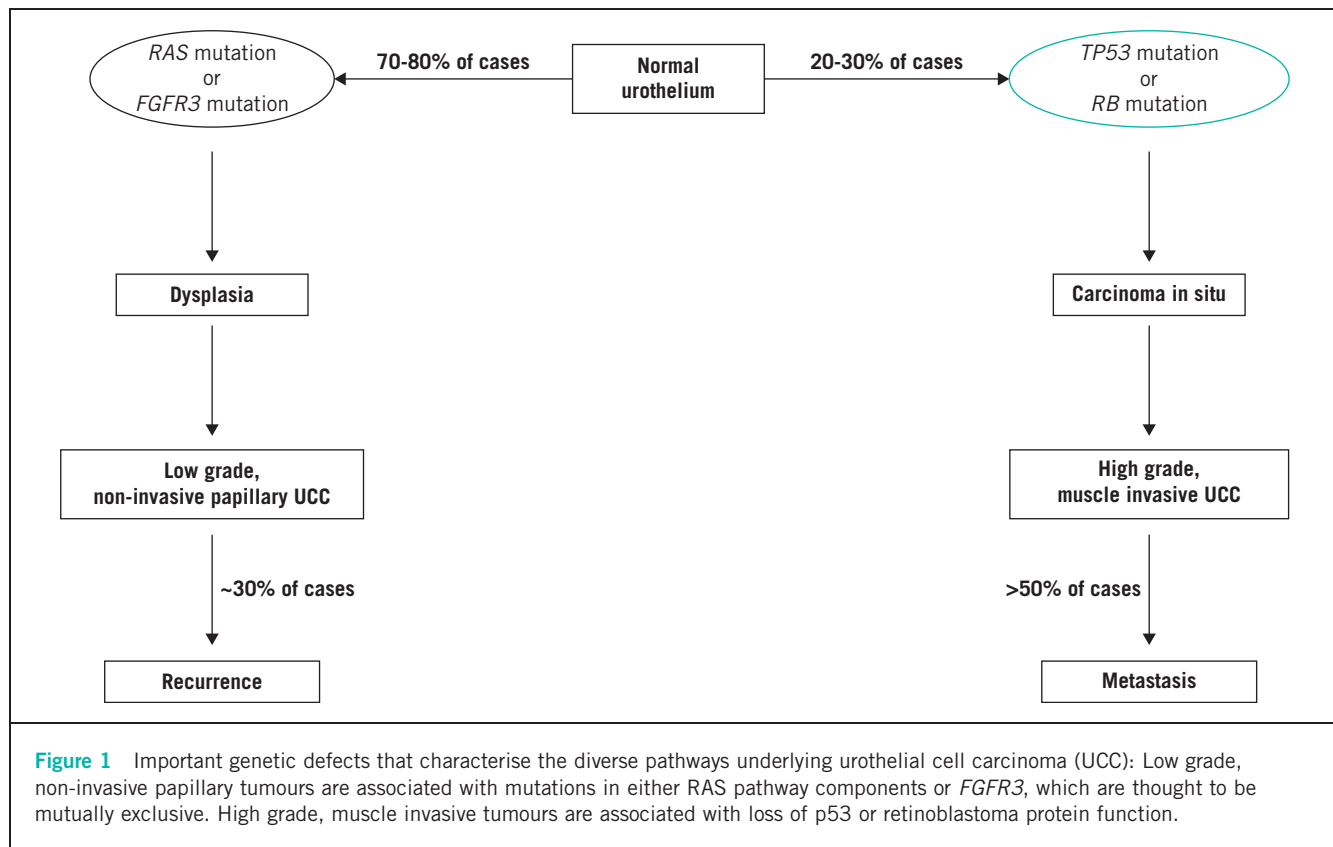 RAS mutation
or
FGFR3 mutation
70-80% of cases
Normal
urothelium
20-30% of cases
TP53 mutation
or
RB mutation
Dysplasia
Carcinoma in situ
Low grade,
non-invasive papillary UCC
High grade,
muscle invasive UCC
~30% of cases
>50% of cases
Recurrence
Metastasis
Figure 1 Important genetic defects that characterise the diverse pathways underlying urothelial cell carcinoma (UCC): Low grade,
non-invasive papillary tumours are associated with mutations in either RAS pathway components or FGFR3, which are thought to be
mutually exclusive. High grade, muscle invasive tumours are associated with loss of p53 or retinoblastoma protein function.